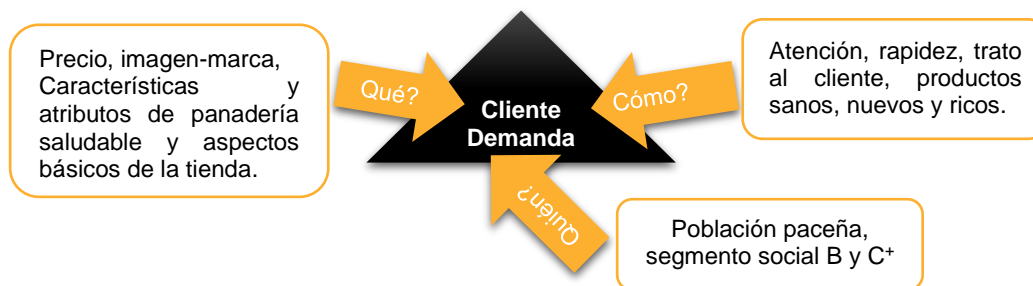 Precio, imagen-marca,
Características y
atributos de panadería
saludable y aspectos
básicos de la tienda.
Qué?
Cliente
Demanda
Cómo?
Atención, rapidez, trato
al cliente, productos
sanos, nuevos y ricos.
¿Quién?
Población paceña,
segmento social B y C⁺